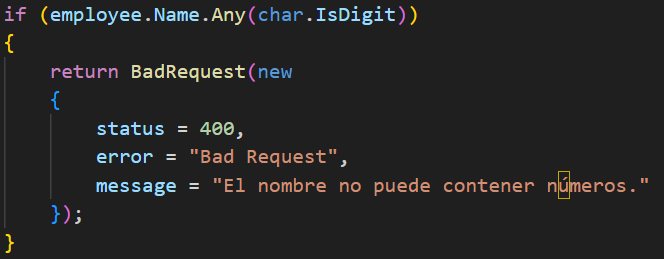 if (employee.Name.Any(char.IsDigit))
{
    return BadRequest(new
    {
        status = 400,
        error = "Bad Request",
        message = "El nombre no puede contener números."
    });
}